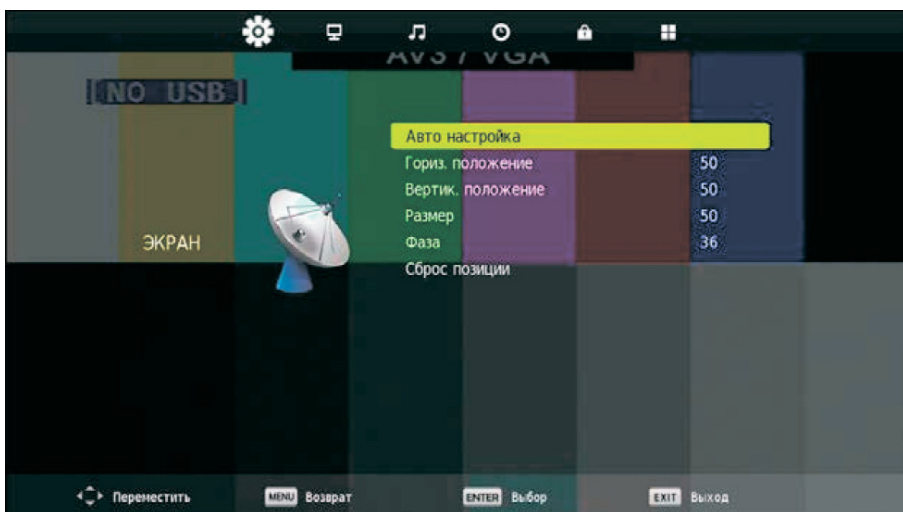 AV3 / VGA
[NO USB]
Авто настройка
Гориз. положение 50
Вертик. положение 50
Размер 50
ЭКРАН
Фаза 36
Сброс позиции
Переместить MENU Возврат ENTER Выбор EXIT Выход